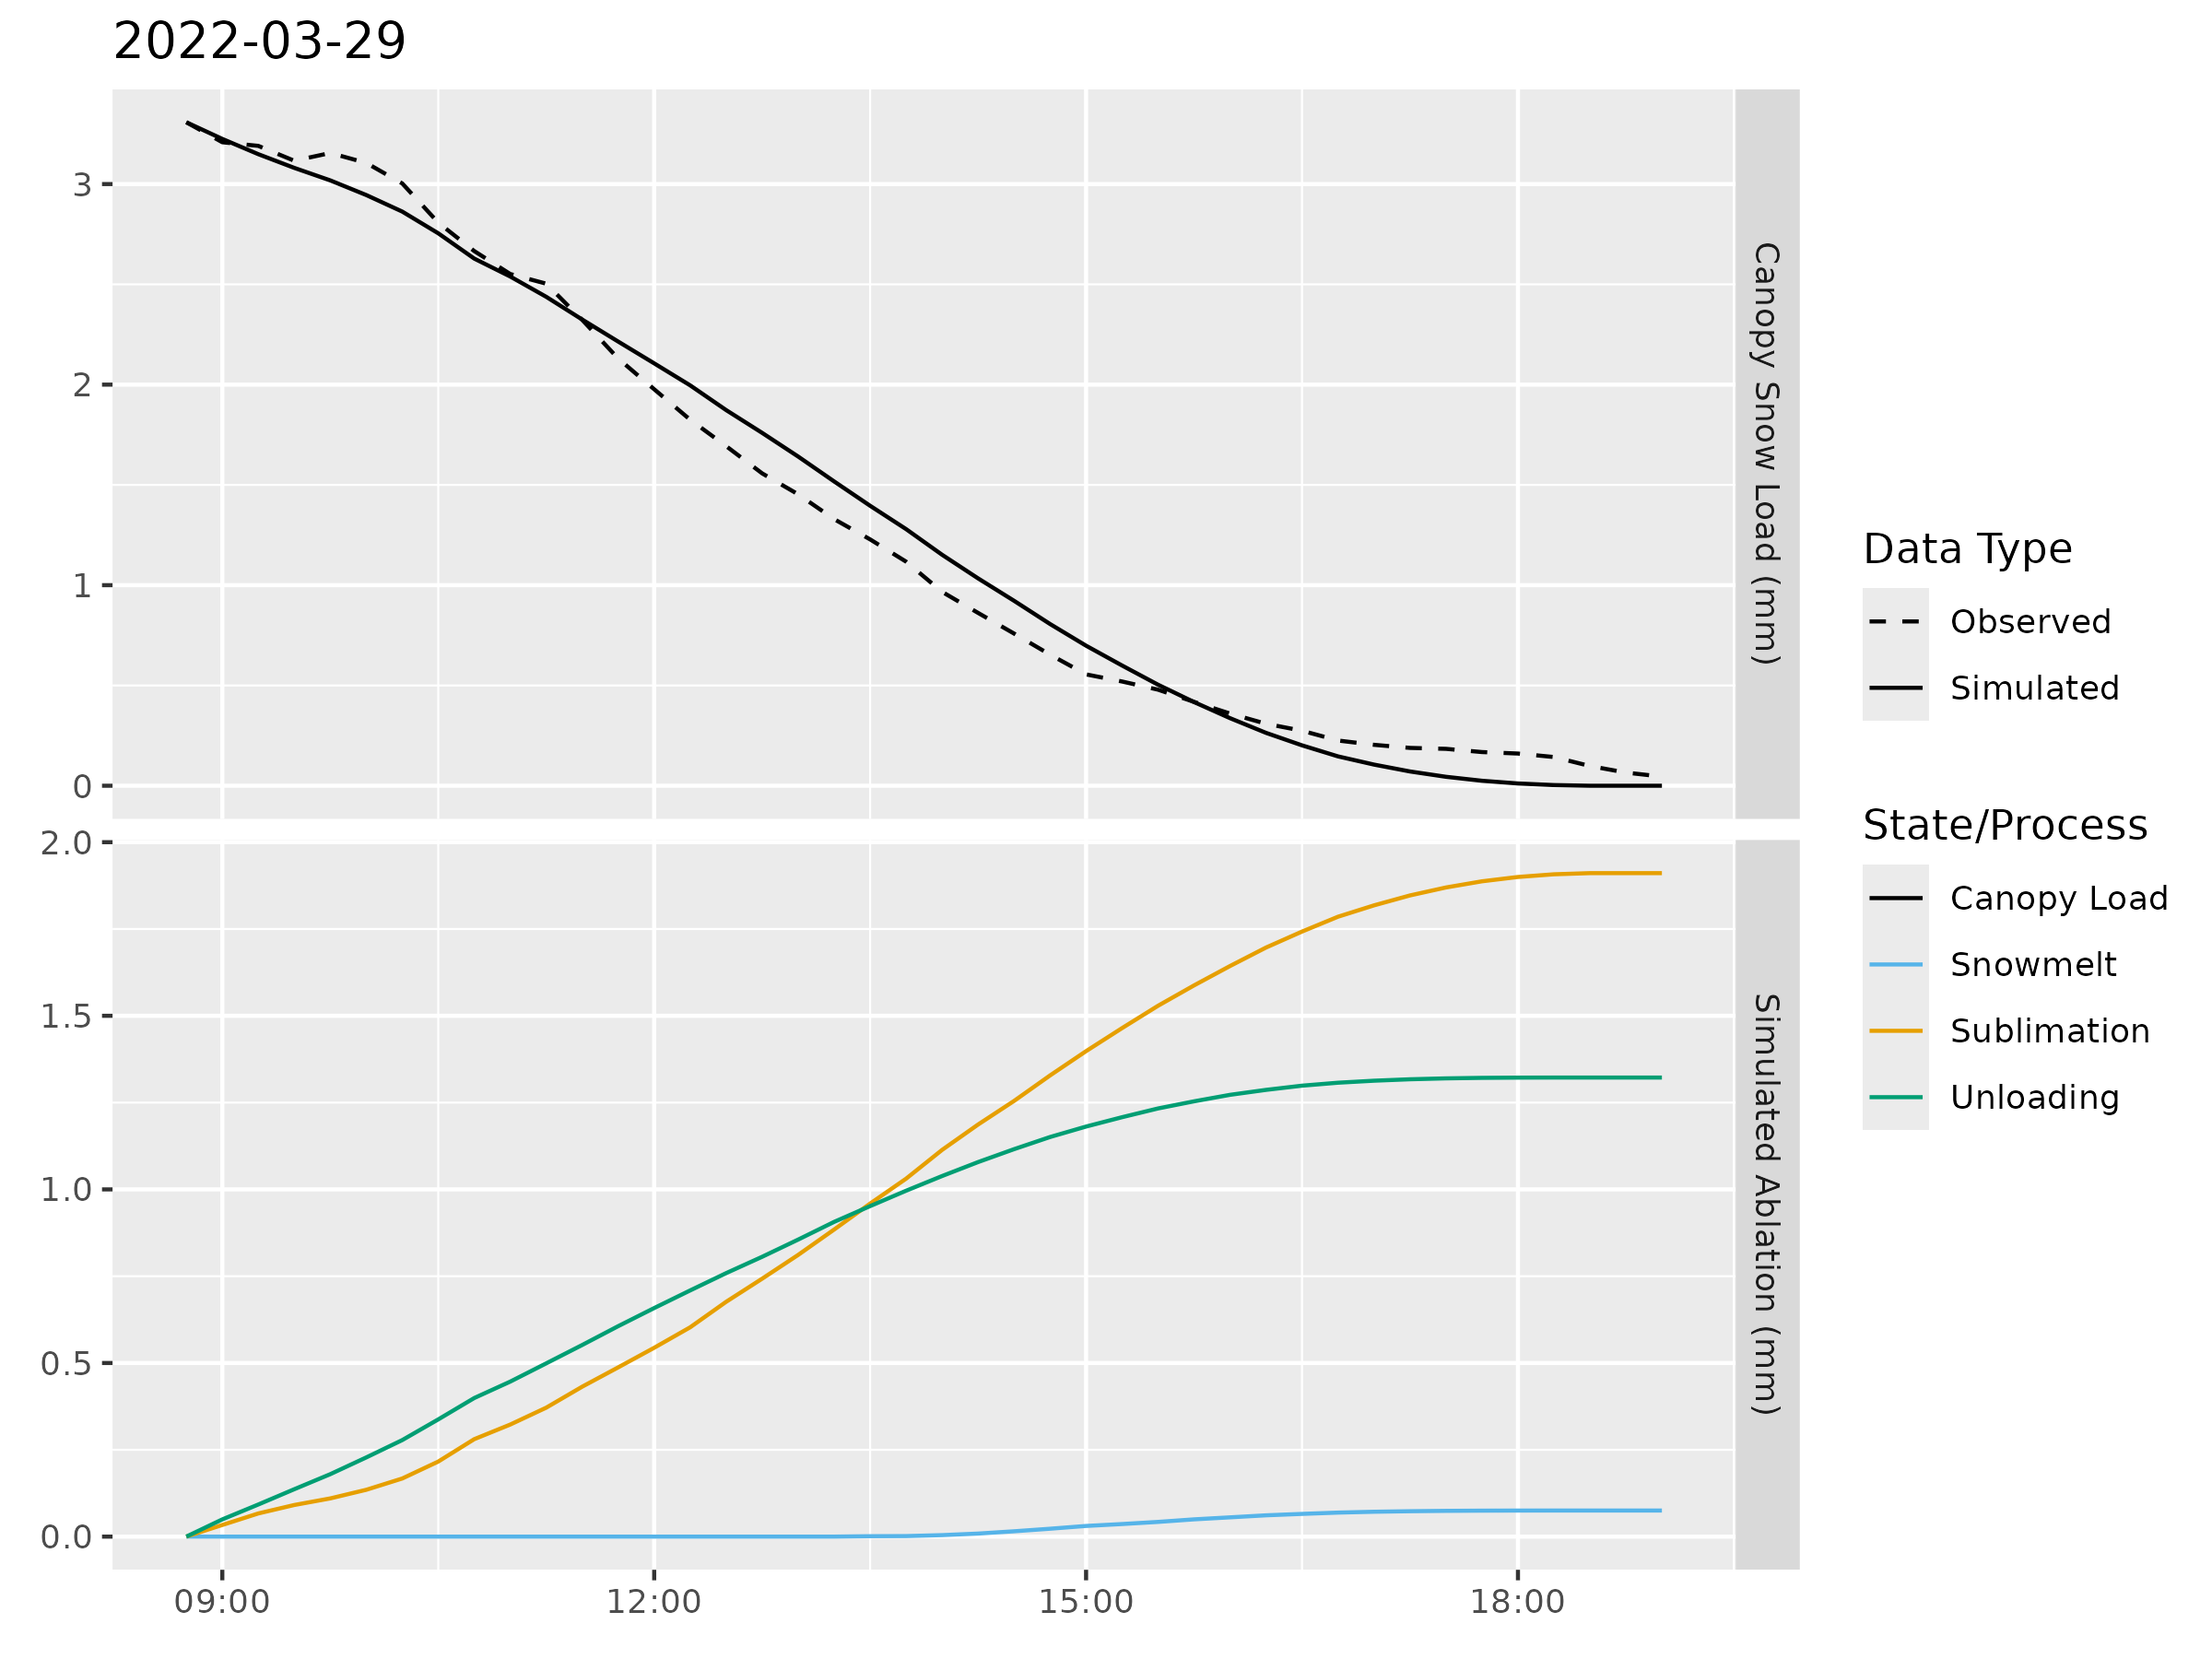 2022-03-29
3
2
1
0
Canopy Snow Load (mm)
2.0
1.5
1.0
0.5
0.0
Simulated Ablation (mm)
09:00
12:00
15:00
18:00
Data Type
Observed
Simulated
State/Process
Canopy Load
Snowmelt
Sublimation
Unloading